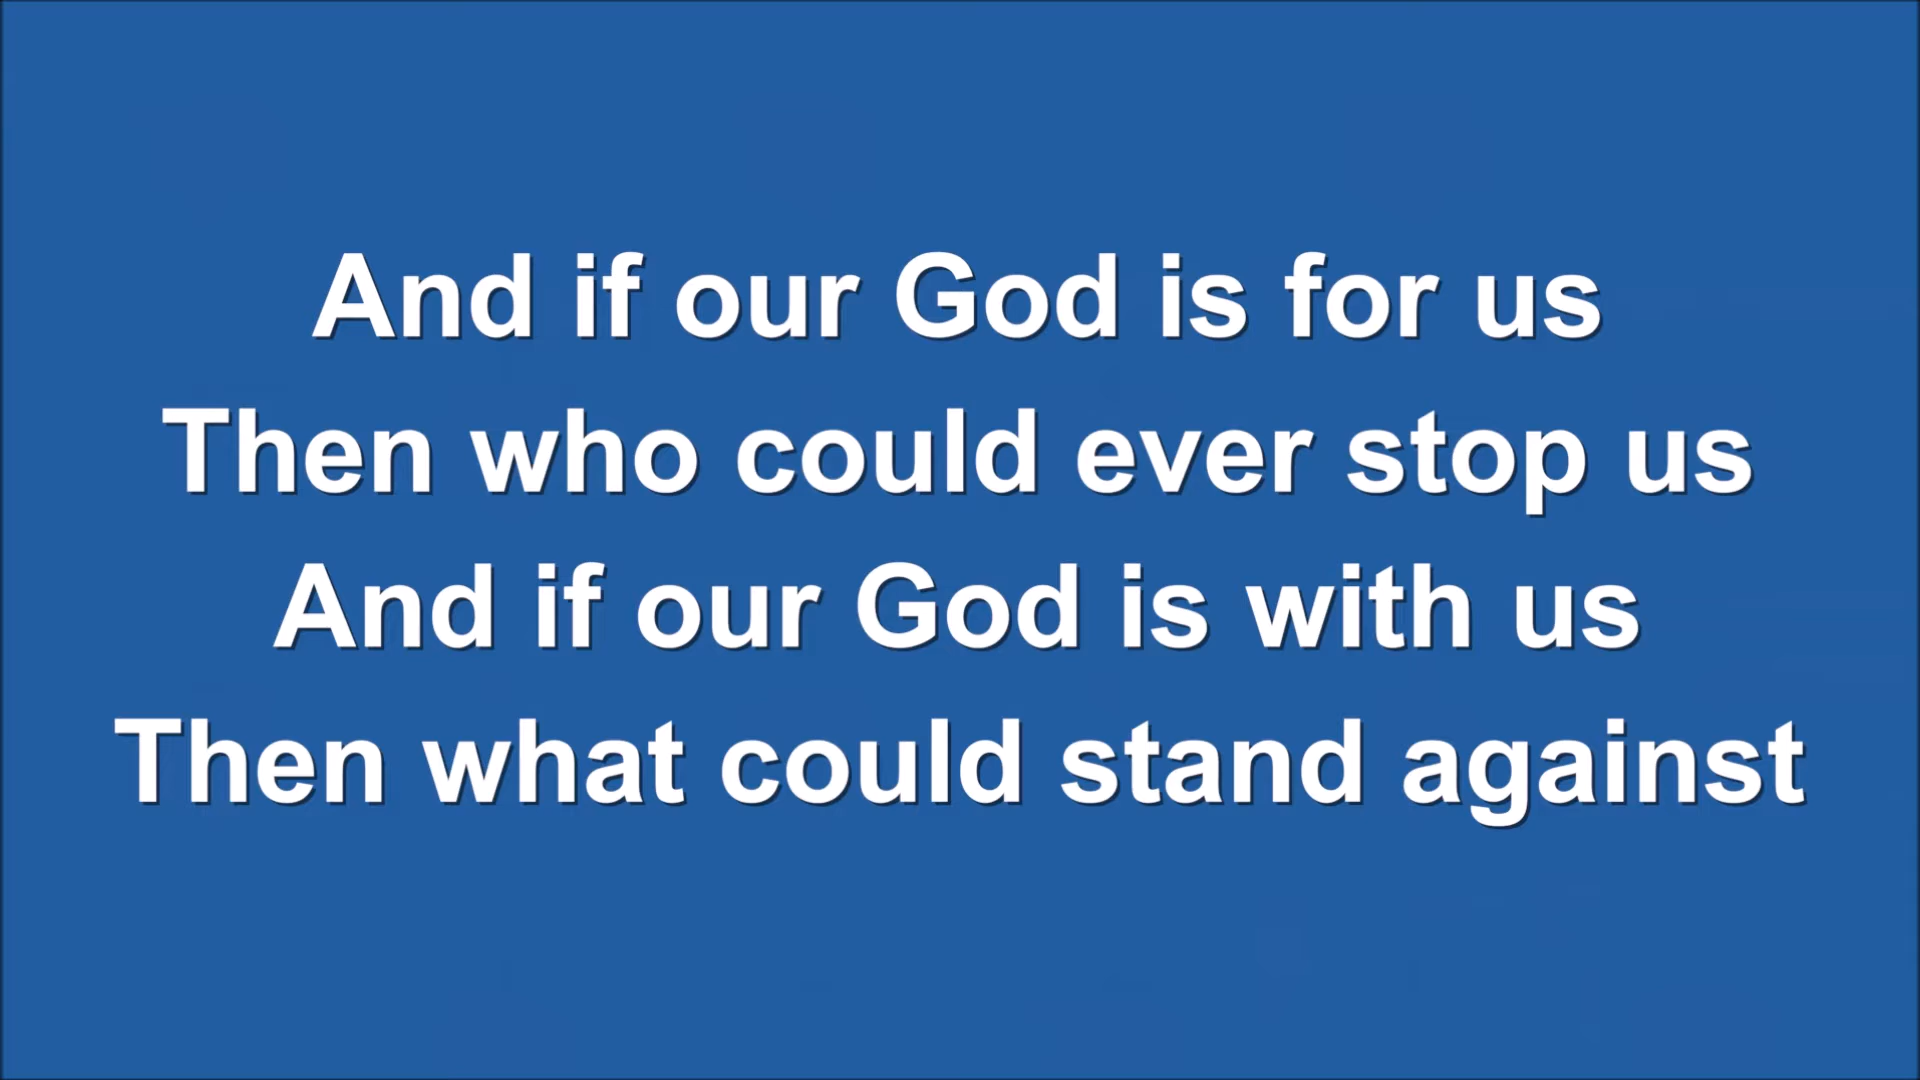 And if our God is for us
Then who could ever stop us
And if our God is with us
Then what could stand against